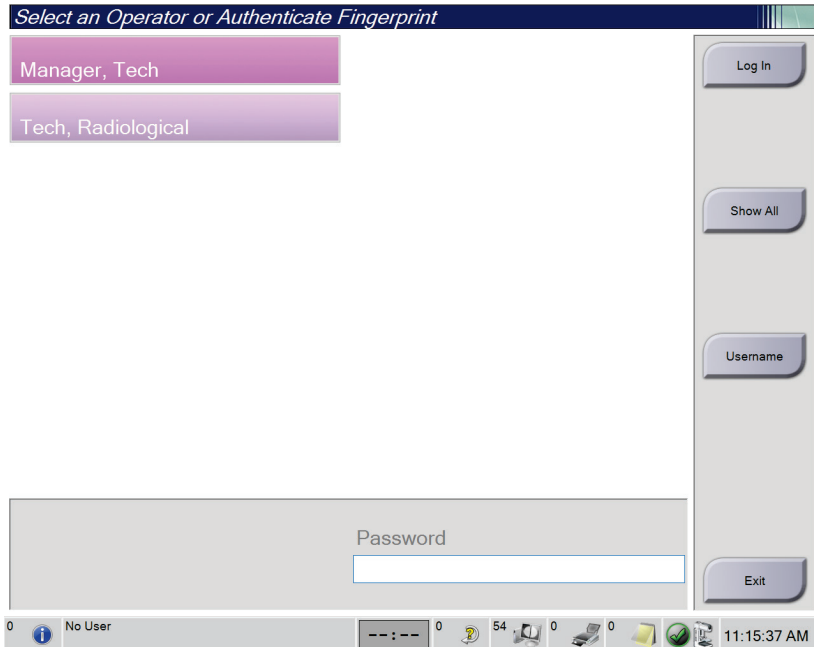 Select an Operator or Authenticate Fingerprint
Manager, Tech
Tech, Radiological
Log In
Show All
Username
Password
Exit
0 No User --:-- 0 54 0 0 11:15:37 AM